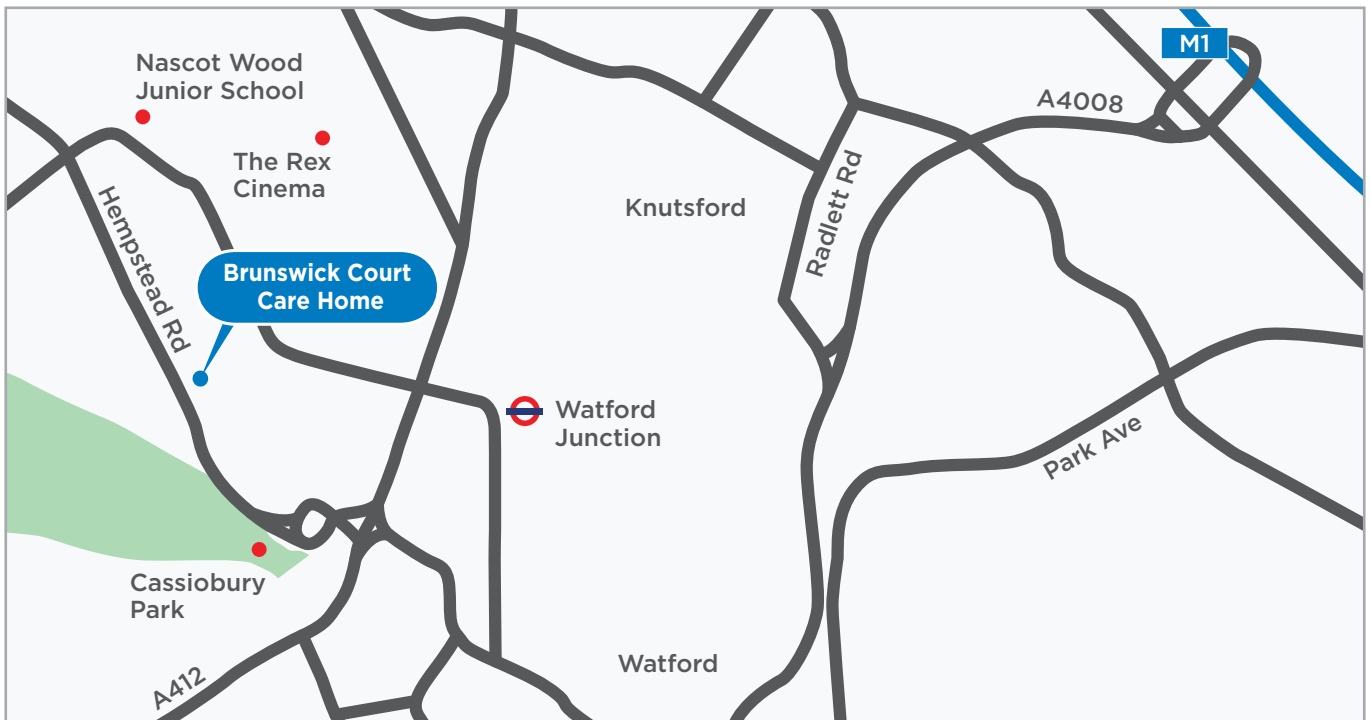 M1
Nascot Wood
Junior School
A4008
The Rex
Cinema
Knutsford
Radlett Rd
Hempstead Rd
Brunswick Court
Care Home
Watford
Junction
Park Ave
Cassiobury
Park
Watford
A412